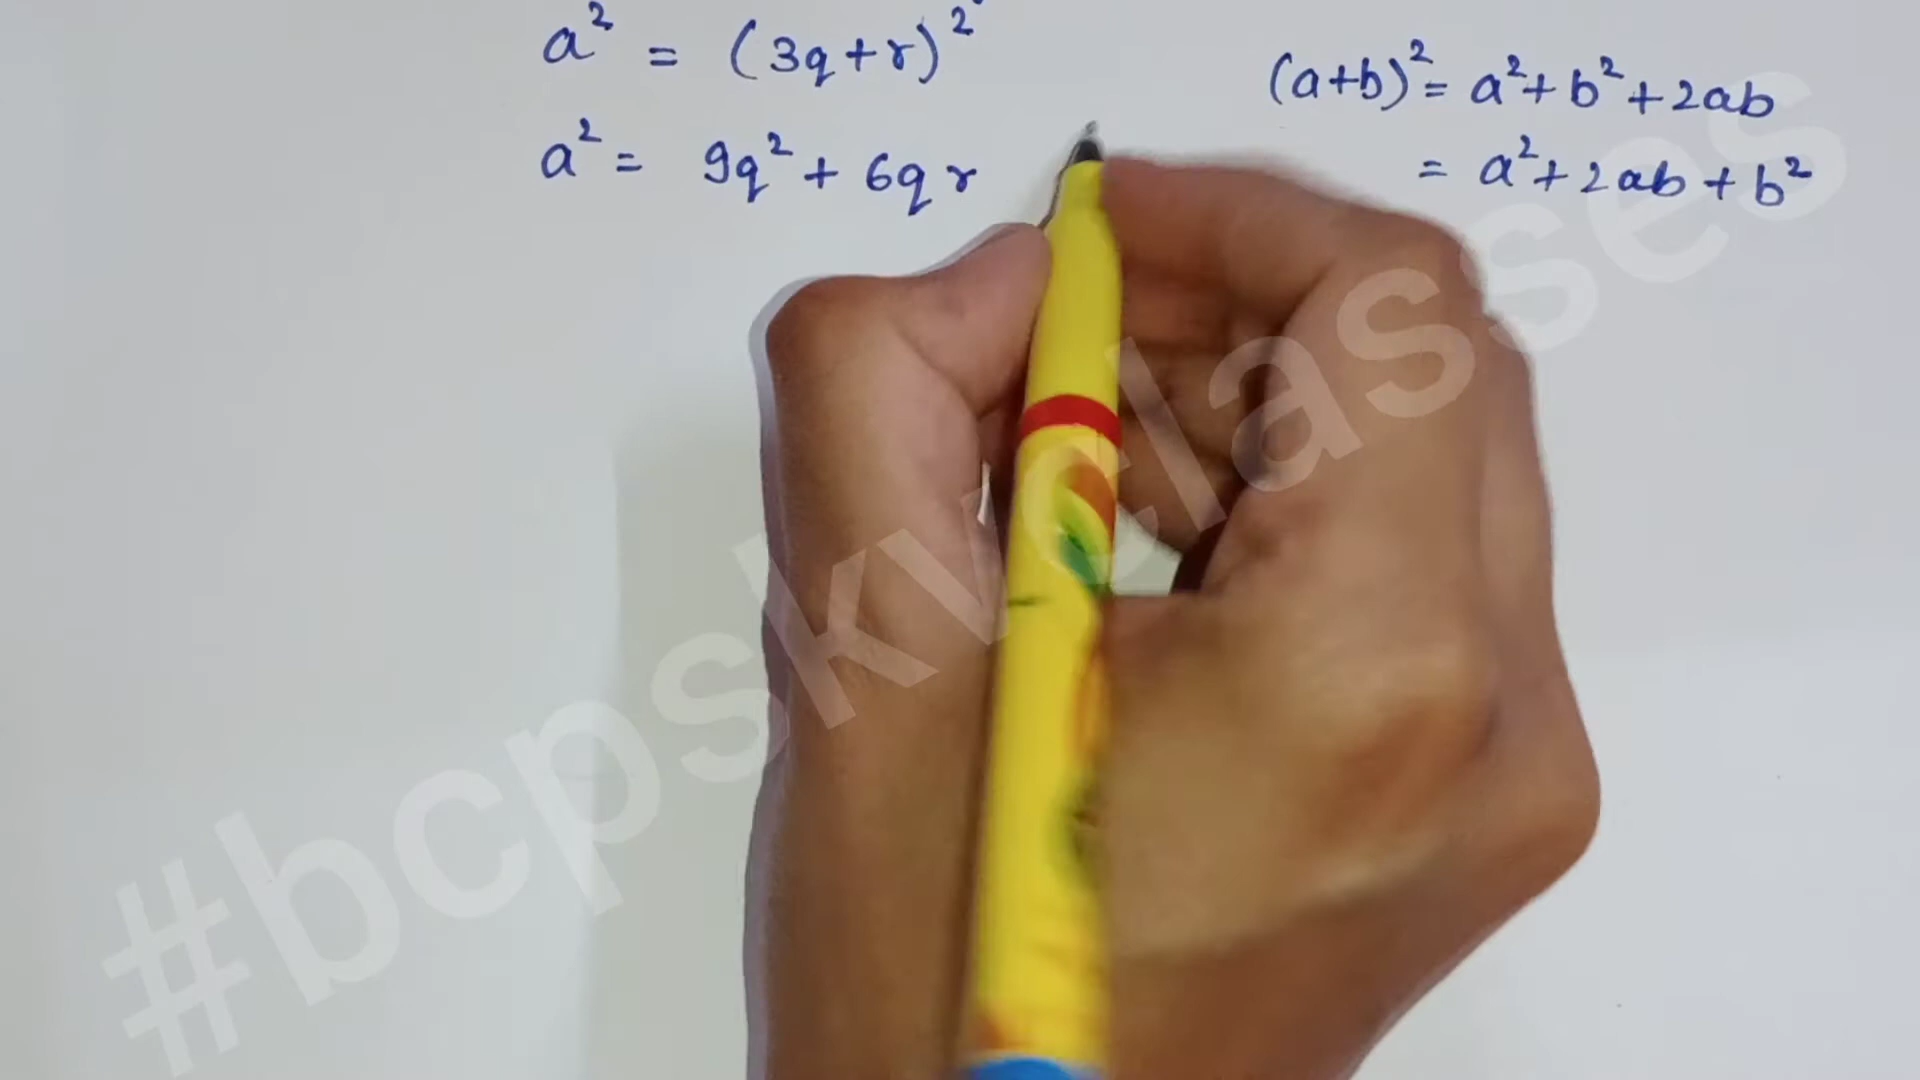 a² = (3q+r)²
a² = 9q² + 6qr
(a+b)² = a²+b²+2ab
= a²+2ab+b²
#bcpskvclasses